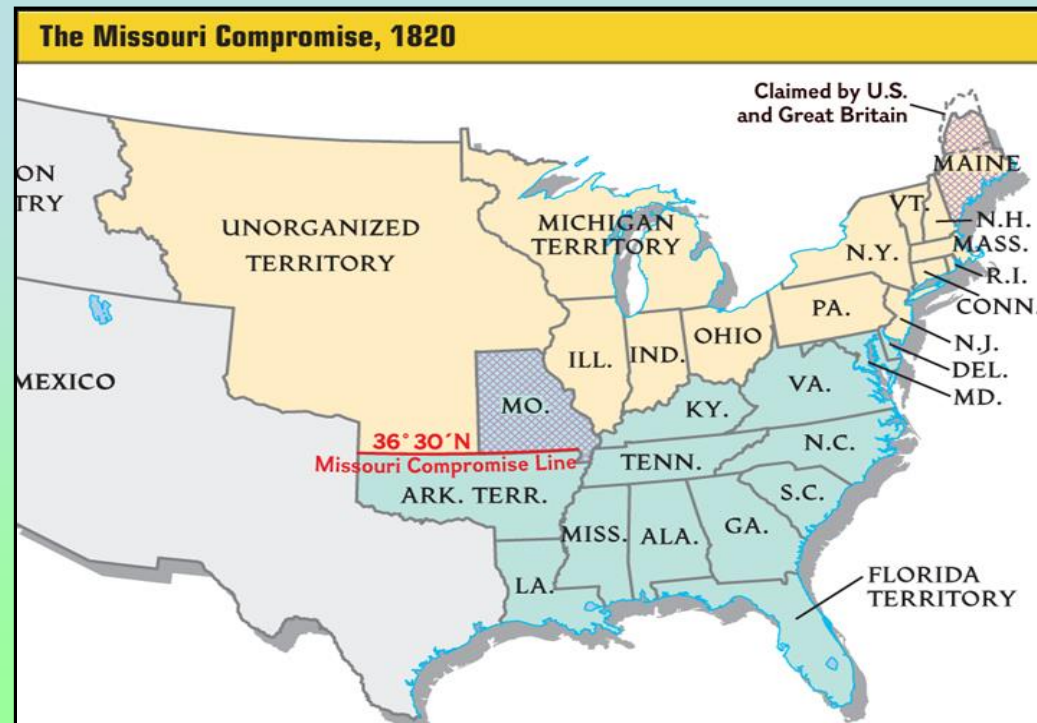 The Missouri Compromise, 1820
Claimed by U.S.
and Great Britain
MAINE
ON
TRY
UNORGANIZED
TERRITORY
MICHIGAN
TERRITORY
VT.
N.H.
MASS.
N.Y.
R.I.
CONN.
PA.
N.J.
DEL.
MD.
OHIO
IND.
ILL.
MEXICO
MO.
VA.
KY.
36°30´N
Missouri Compromise Line
N.C.
TENN.
ARK. TERR.
S.C.
MISS.
ALA.
GA.
LA.
FLORIDA
TERRITORY